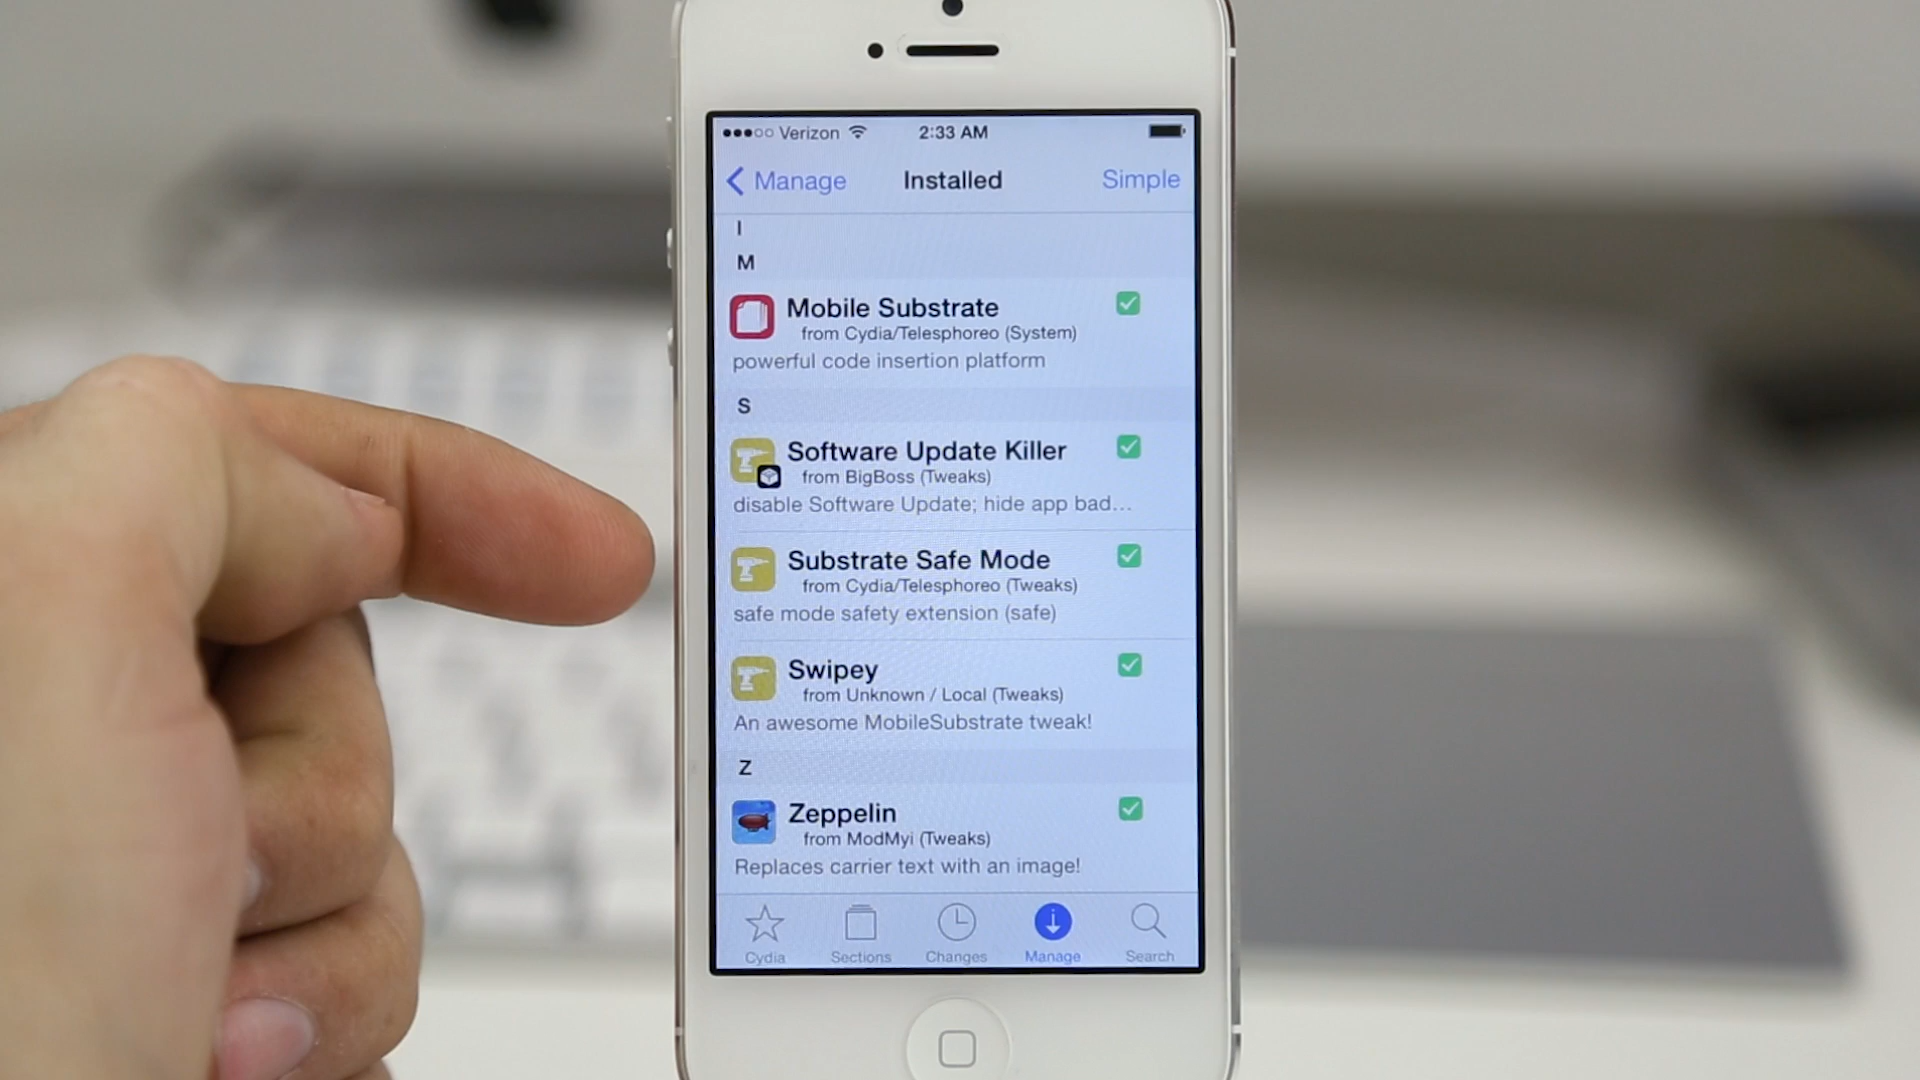 Verizon
2:33 AM
Manage
Installed
Simple
I
M
Mobile Substrate
from Cydia/Telesphoreo (System)
powerful code insertion platform
S
Software Update Killer
from BigBoss (Tweaks)
disable Software Update; hide app bad...
Substrate Safe Mode
from Cydia/Telesphoreo (Tweaks)
safe mode safety extension (safe)
Swipey
from Unknown / Local (Tweaks)
An awesome MobileSubstrate tweak!
Z
Zeppelin
from ModMyi (Tweaks)
Replaces carrier text with an image!
Cydia
Sections
Changes
Manage
Search